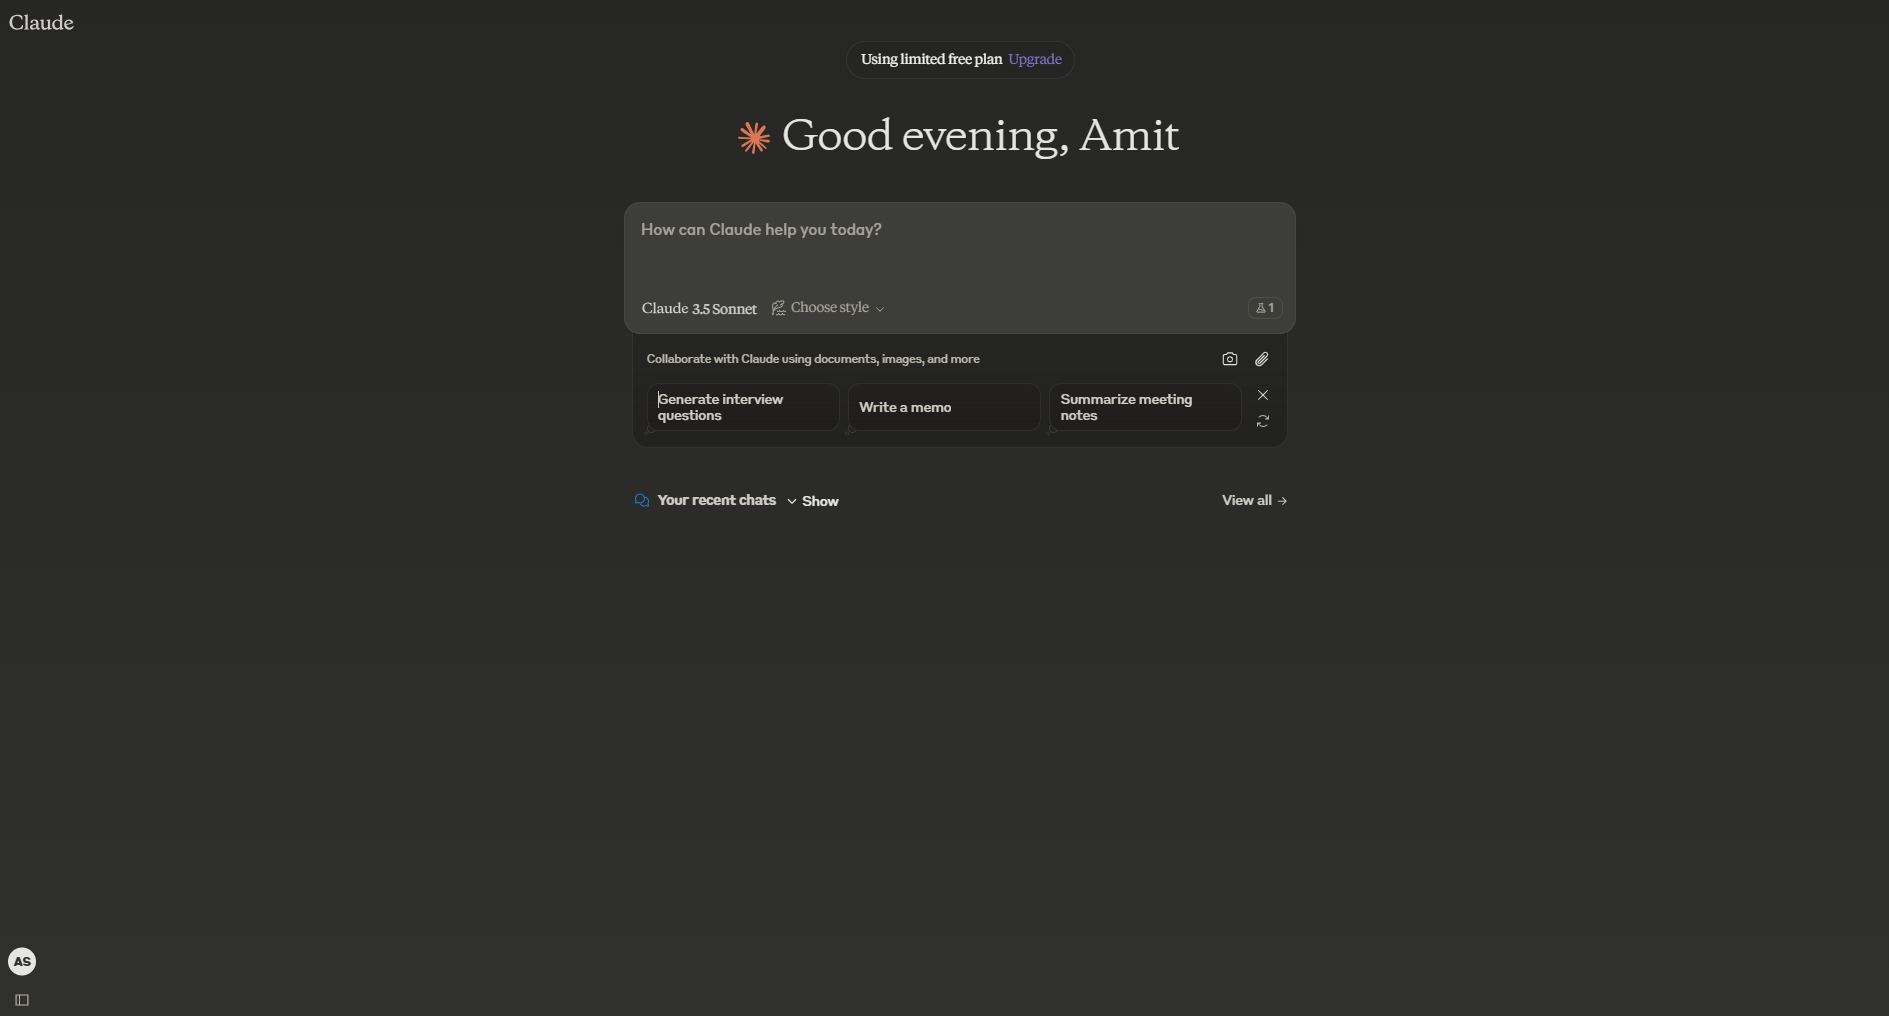 Claude
Using limited free plan Upgrade
Good evening, Amit
How can Claude help you today?
Claude 3.5 Sonnet Choose style
1
Collaborate with Claude using documents, images, and more
Generate interview
questions
Write a memo
Summarize meeting
notes
Your recent chats Show
View all →
AS